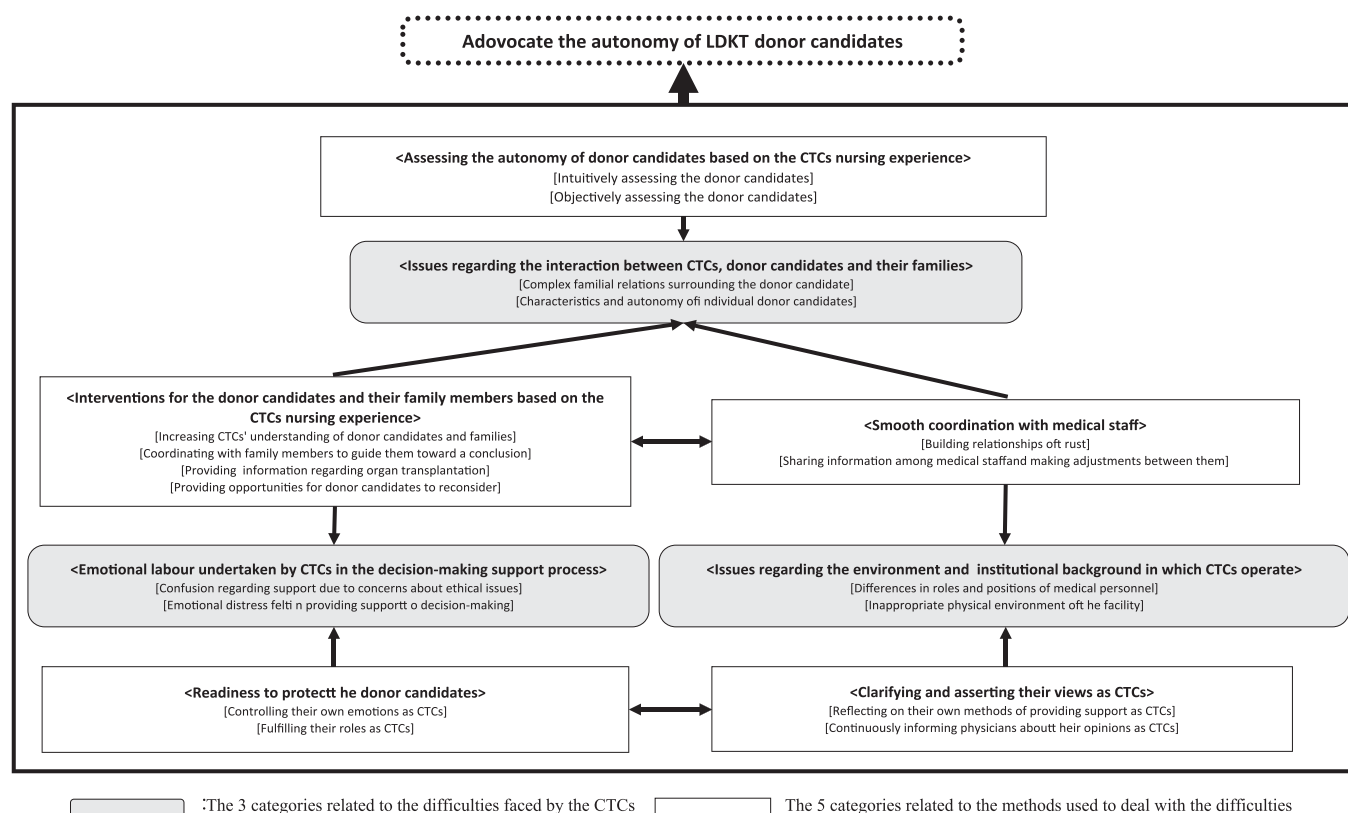 Adovocate the autonomy of LDKT donor candidates
<Assessing the autonomy of donor candidates based on the CTCs nursing experience>
[Intuitively assessing the donor candidates]
[Objectively assessing the donor candidates]
<Issues regarding the interaction between CTCs, donor candidates and their families>
[Complex familial relations surrounding the donor candidate]
[Characteristics and autonomy ofi ndividual donor candidates]
<Interventions for the donor candidates and their family members based on the
CTCs nursing experience>
[Increasing CTCs' understanding of donor candidates and families]
[Coordinating with family members to guide them toward a conclusion]
[Providing information regarding organ transplantation]
[Providing opportunities for donor candidates to reconsider]
<Smooth coordination with medical staff>
[Building relationships oft rust]
[Sharing information among medical staffand making adjustments between them]
<Emotional labour undertaken by CTCs in the decision-making support process>
[Confusion regarding support due to concerns about ethical issues]
[Emotional distress felti n providing supportt o decision-making]
<Issues regarding the environment and institutional background in which CTCs operate>
[Differences in roles and positions of medical personnel]
[Inappropriate physical environment oft he facility]
<Readiness to protectt he donor candidates>
[Controlling their own emotions as CTCs]
[Fulfilling their roles as CTCs]
<Clarifying and asserting their views as CTCs>
[Reflecting on their own methods of providing support as CTCs]
[Continuously informing physicians aboutt heir opinions as CTCs]
:The 3 categories related to the difficulties faced by the CTCs
The 5 categories related to the methods used to deal with the difficulties